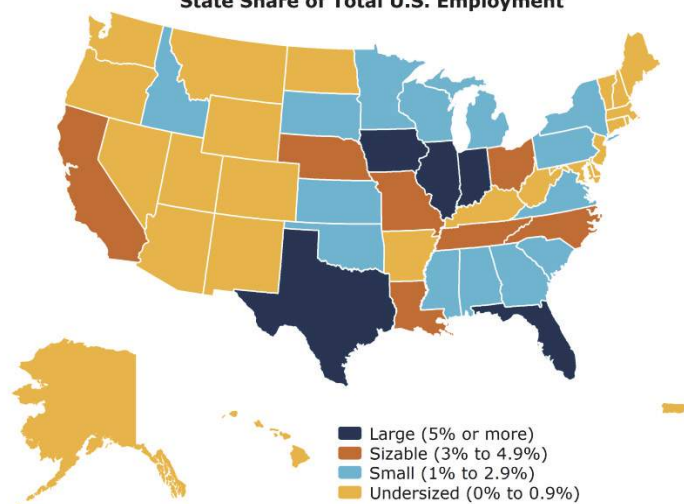 State Share of Total U.S. Employment
Large (5% or more)
Sizable (3% to 4.9%)
Small (1% to 2.9%)
Undersized (0% to 0.9%)